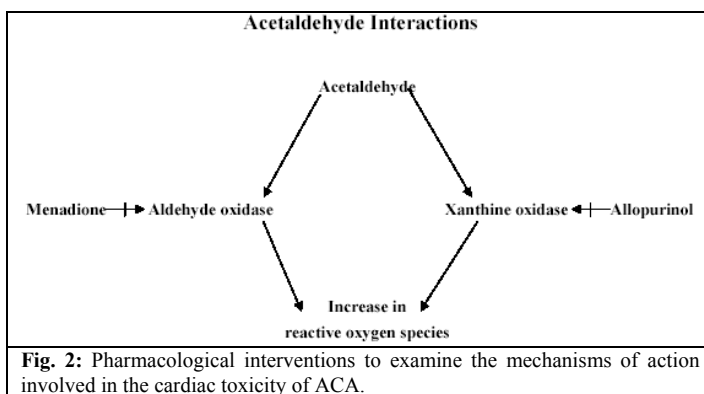 Acetaldehyde Interactions
Acetaldehyde
Menadione Aldehyde oxidase Xanthine oxidase Allopurinol
Increase in
reactive oxygen species
Fig. 2: Pharmacological interventions to examine the mechanisms of action
involved in the cardiac toxicity of ACA.